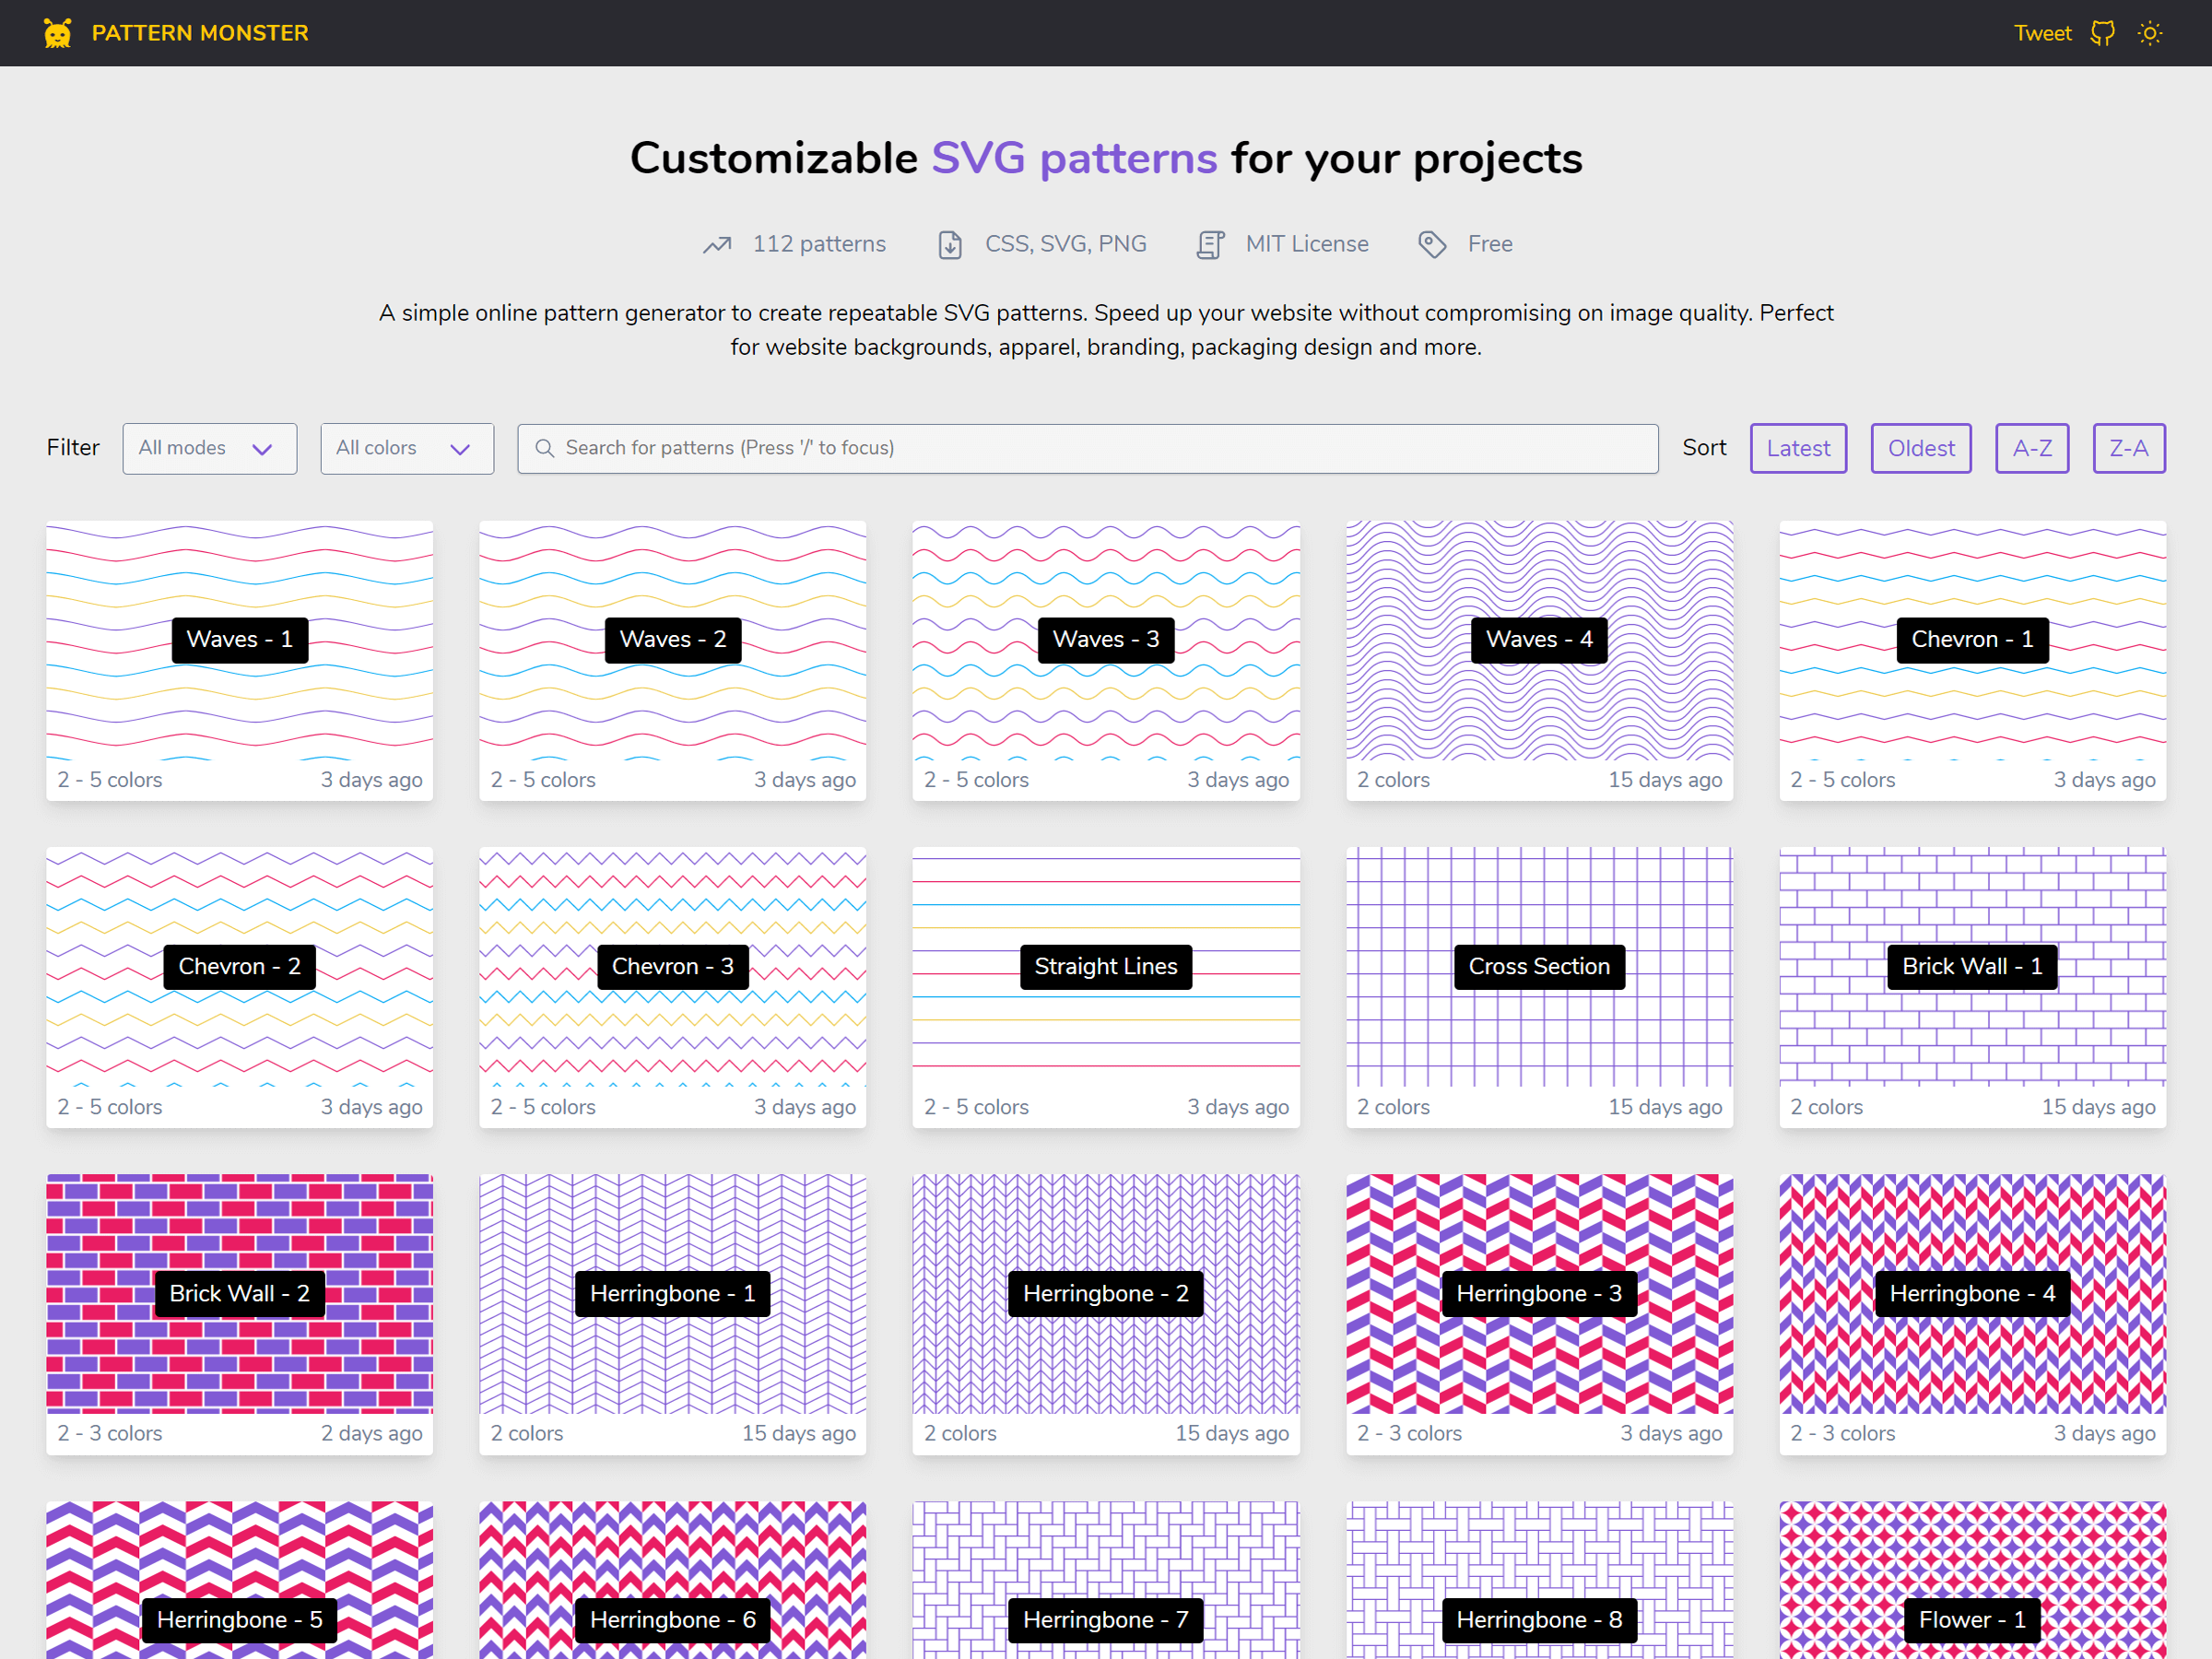 PATTERN MONSTER
Tweet
Customizable SVG patterns for your projects
112 patterns
CSS, SVG, PNG
MIT License
Free
A simple online pattern generator to create repeatable SVG patterns. Speed up your website without compromising on image quality. Perfect
for website backgrounds, apparel, branding, packaging design and more.
Filter
All modes
All colors
Search for patterns (Press '/' to focus)
Sort
Latest
Oldest
A-Z
Z-A
Waves - 1
2 - 5 colors
3 days ago
Waves - 2
2 - 5 colors
3 days ago
Waves - 3
2 - 5 colors
3 days ago
Waves - 4
2 colors
15 days ago
Chevron - 1
2 - 5 colors
3 days ago
Chevron - 2
2 - 5 colors
3 days ago
Chevron - 3
2 - 5 colors
3 days ago
Straight Lines
2 - 5 colors
3 days ago
Cross Section
2 colors
15 days ago
Brick Wall - 1
2 colors
15 days ago
Brick Wall - 2
2 - 3 colors
2 days ago
Herringbone - 1
2 colors
15 days ago
Herringbone - 2
2 colors
15 days ago
Herringbone - 3
2 - 3 colors
3 days ago
Herringbone - 4
2 - 3 colors
3 days ago
Herringbone - 5
Herringbone - 6
Herringbone - 7
Herringbone - 8
Flower - 1